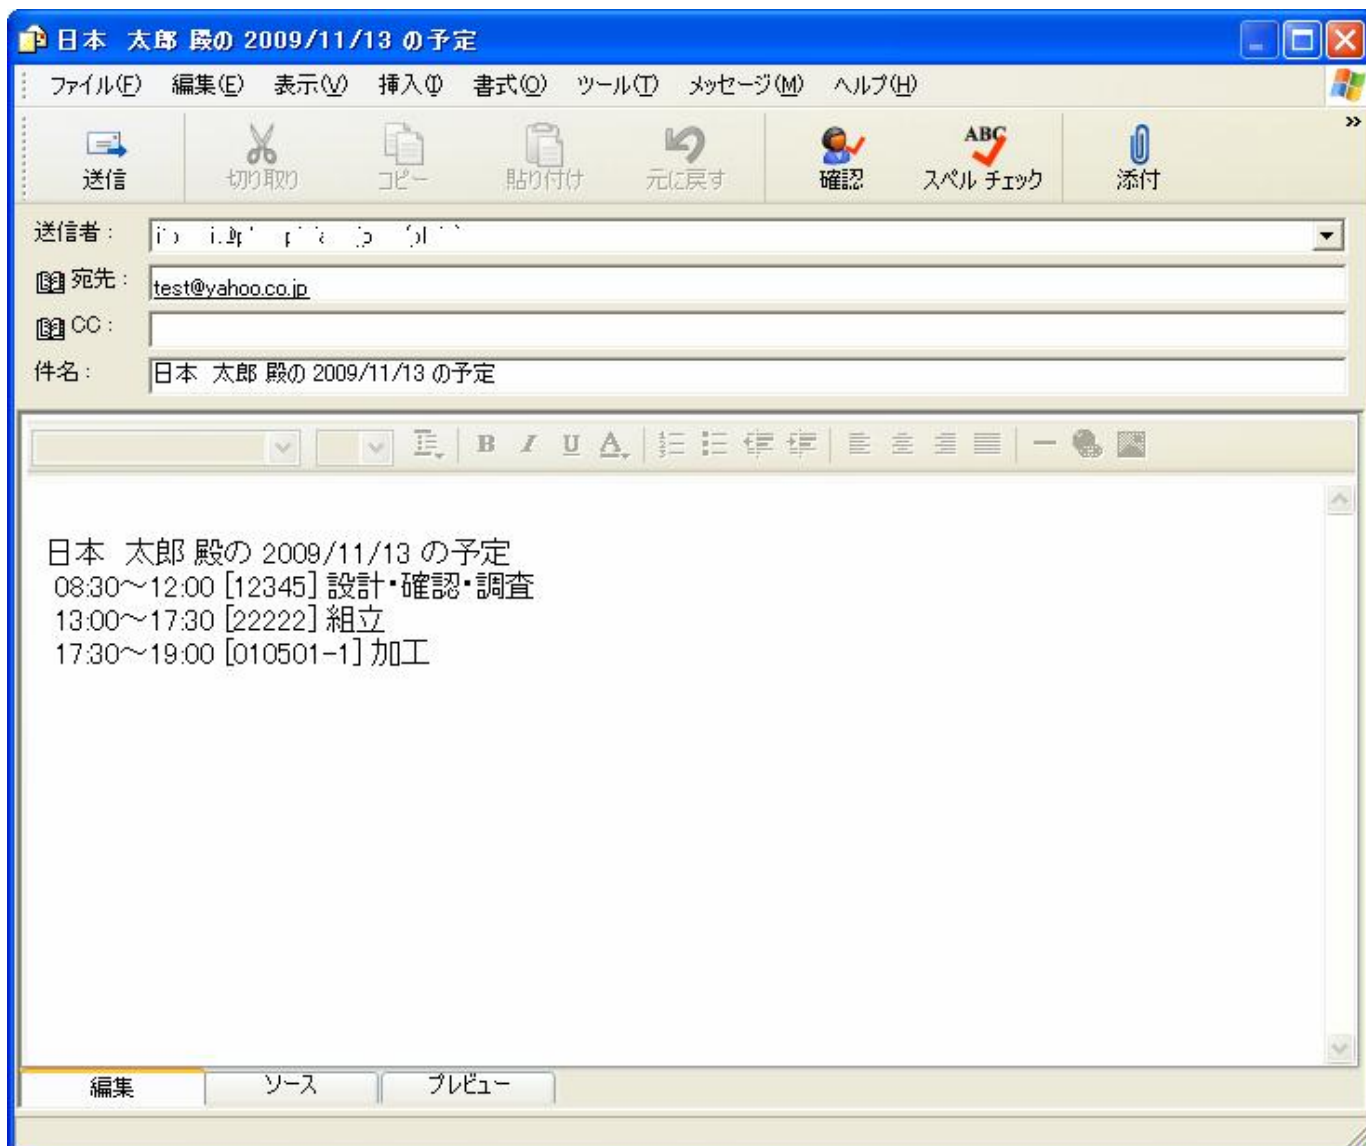 日本 太郎 殿の 2009/11/13 の予定
ファイル(F) 編集(E) 表示(V) 挿入(I) 書式(O) ツール(T) メッセージ(M) ヘルプ(H)
送信 切り取り コピー 貼り付け 元に戻す 確認 ABC スペル チェック 添付
送信者:
宛先: test@yahoo.co.jp
CC:
件名: 日本 太郎 殿の 2009/11/13 の予定
B I U A
日本 太郎 殿の 2009/11/13 の予定
08:30～12:00 [12345] 設計・確認・調査
13:00～17:30 [22222] 組立
17:30～19:00 [010501-1] 加工
編集 ソース プレビュー